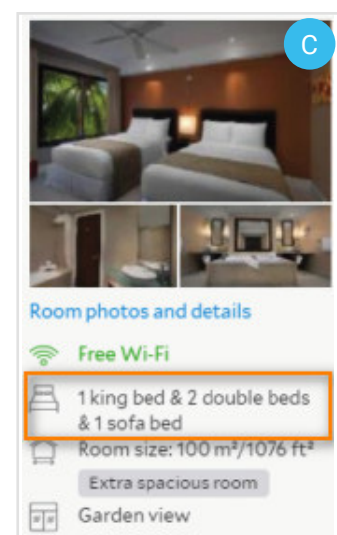 C
Room photos and details
Free Wi-Fi
1 king bed & 2 double beds
& 1 sofa bed
Room size: 100 m²/1076 ft²
Extra spacious room
Garden view